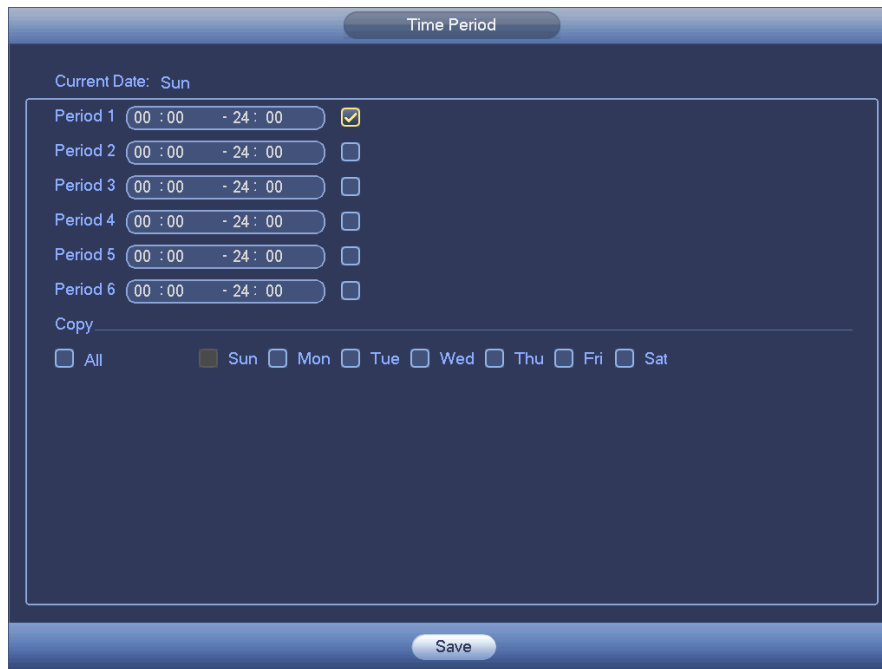 Time Period
Current Date: Sun
Period 1 00 :00 - 24 : 00
Period 2 00 :00 - 24 : 00
Period 3 00 :00 - 24 : 00
Period 4 00 :00 - 24 : 00
Period 5 00 :00 - 24 : 00
Period 6 00 :00 - 24 : 00
Copy
All Sun Mon Tue Wed Thu Fri Sat
Save